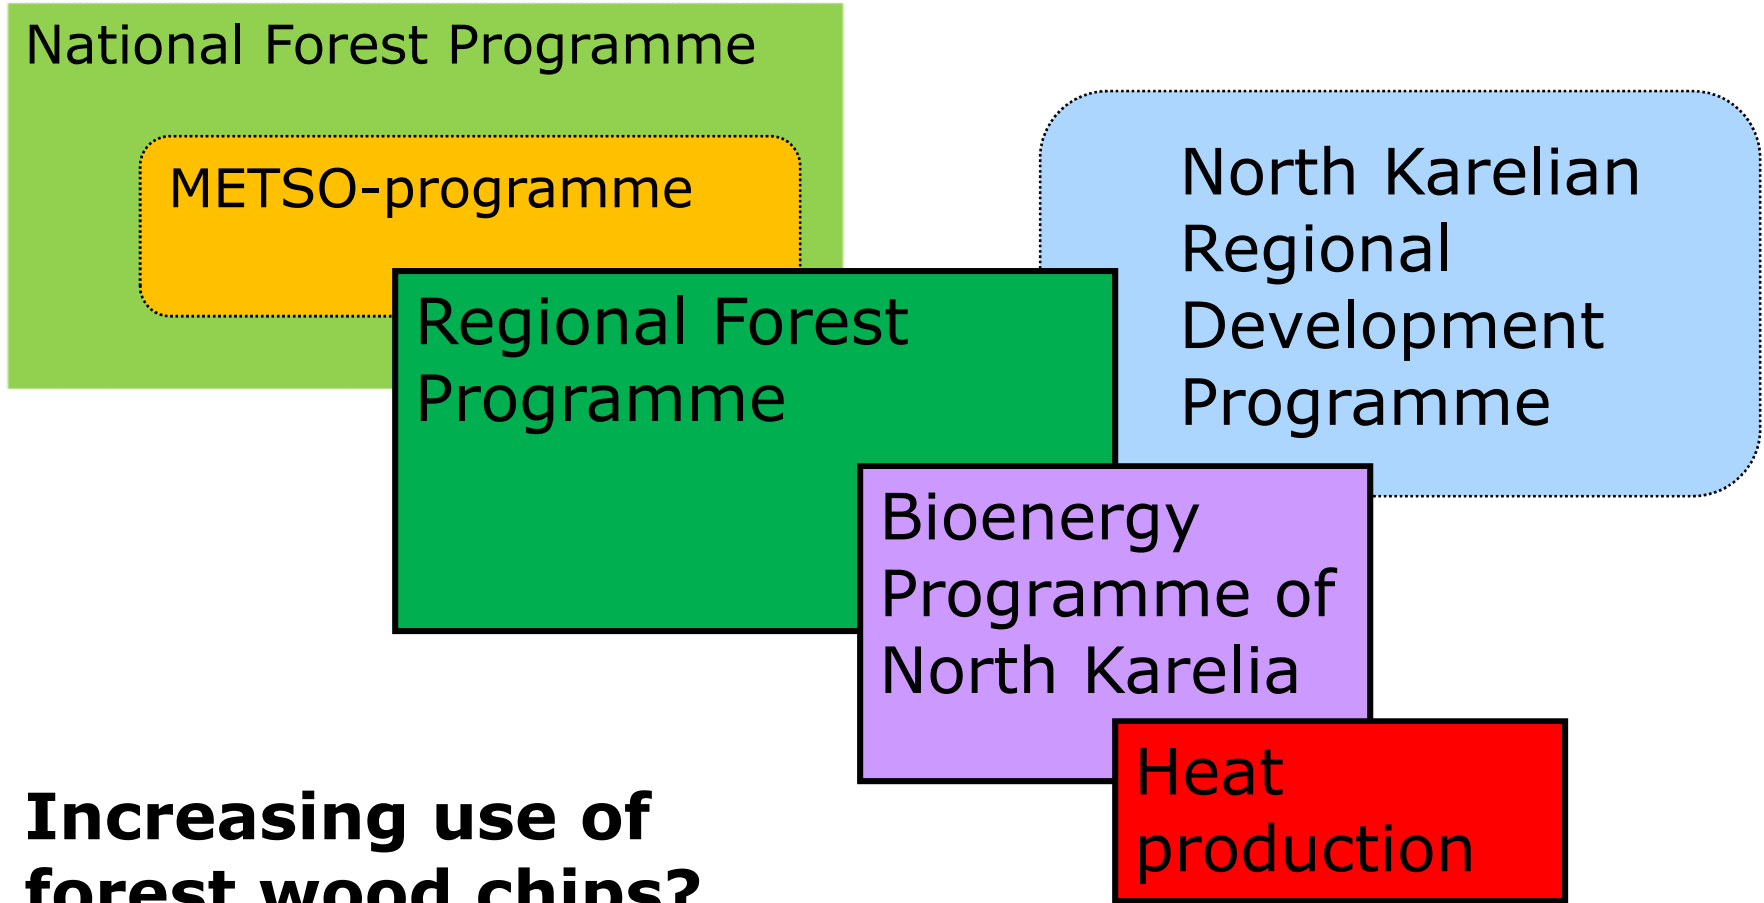 National Forest Programme
METSO-programme
North Karelian
Regional
Development
Programme
Regional Forest
Programme
Bioenergy
Programme of
North Karelia
Heat
production
Increasing use of
forest wood chips?